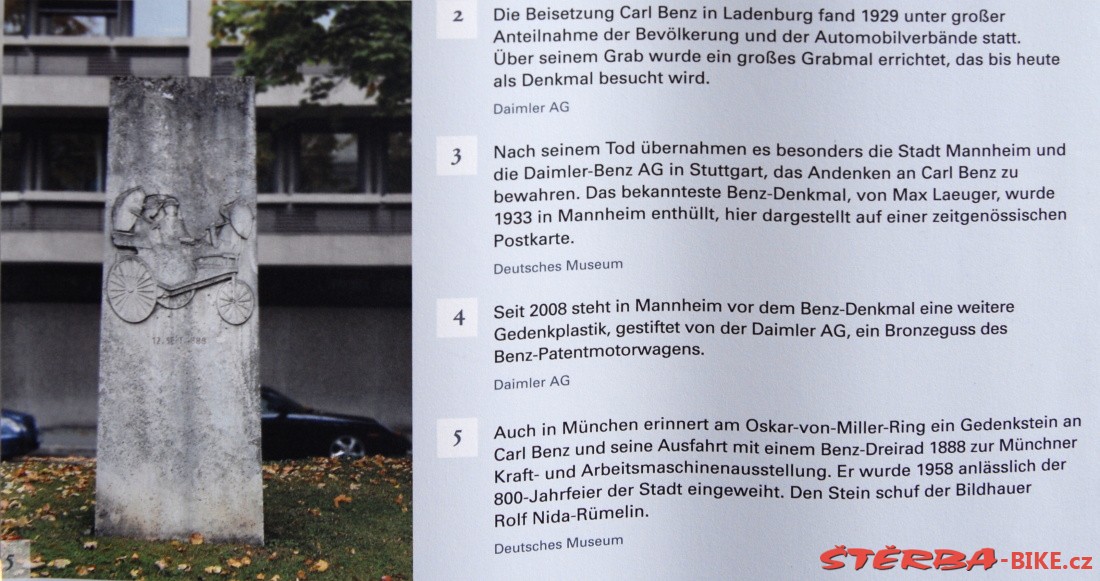 2
Die Beisetzung Carl Benz in Ladenburg fand 1929 unter großer
Anteilnahme der Bevölkerung und der Automobilverbände statt.
Über seinem Grab wurde ein großes Grabmal errichtet, das bis heute
als Denkmal besucht wird.
Daimler AG
3
Nach seinem Tod übernahmen es besonders die Stadt Mannheim und
die Daimler-Benz AG in Stuttgart, das Andenken an Carl Benz zu
bewahren. Das bekannteste Benz-Denkmal, von Max Laeuger, wurde
1933 in Mannheim enthüllt, hier dargestellt auf einer zeitgenössischen
Postkarte.
Deutsches Museum
4
Seit 2008 steht in Mannheim vor dem Benz-Denkmal eine weitere
Gedenkplastik, gestiftet von der Daimler AG, ein Bronzeguss des
Benz-Patentmotorwagens.
Daimler AG
5
Auch in München erinnert am Oskar-von-Miller-Ring ein Gedenkstein an
Carl Benz und seine Ausfahrt mit einem Benz-Dreirad 1888 zur Münchner
Kraft- und Arbeitsmaschinenausstellung. Er wurde 1958 anlässlich der
800-Jahrfeier der Stadt eingeweiht. Den Stein schuf der Bildhauer
Rolf Nida-Rümelin.
Deutsches Museum
5
ŠTĚRBA-BIKE.cz